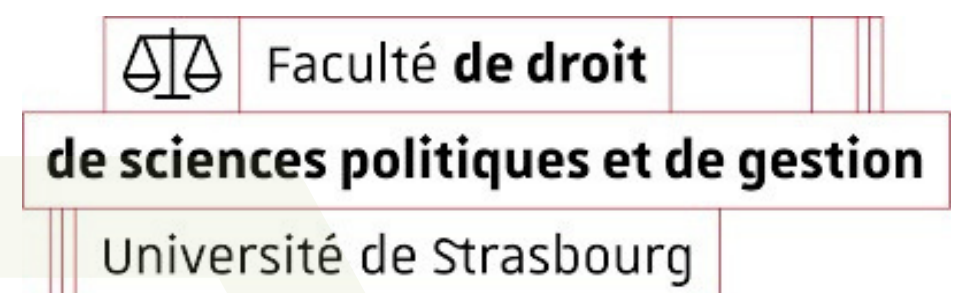 Faculté de droit
de sciences politiques et de gestion
Université de Strasbourg